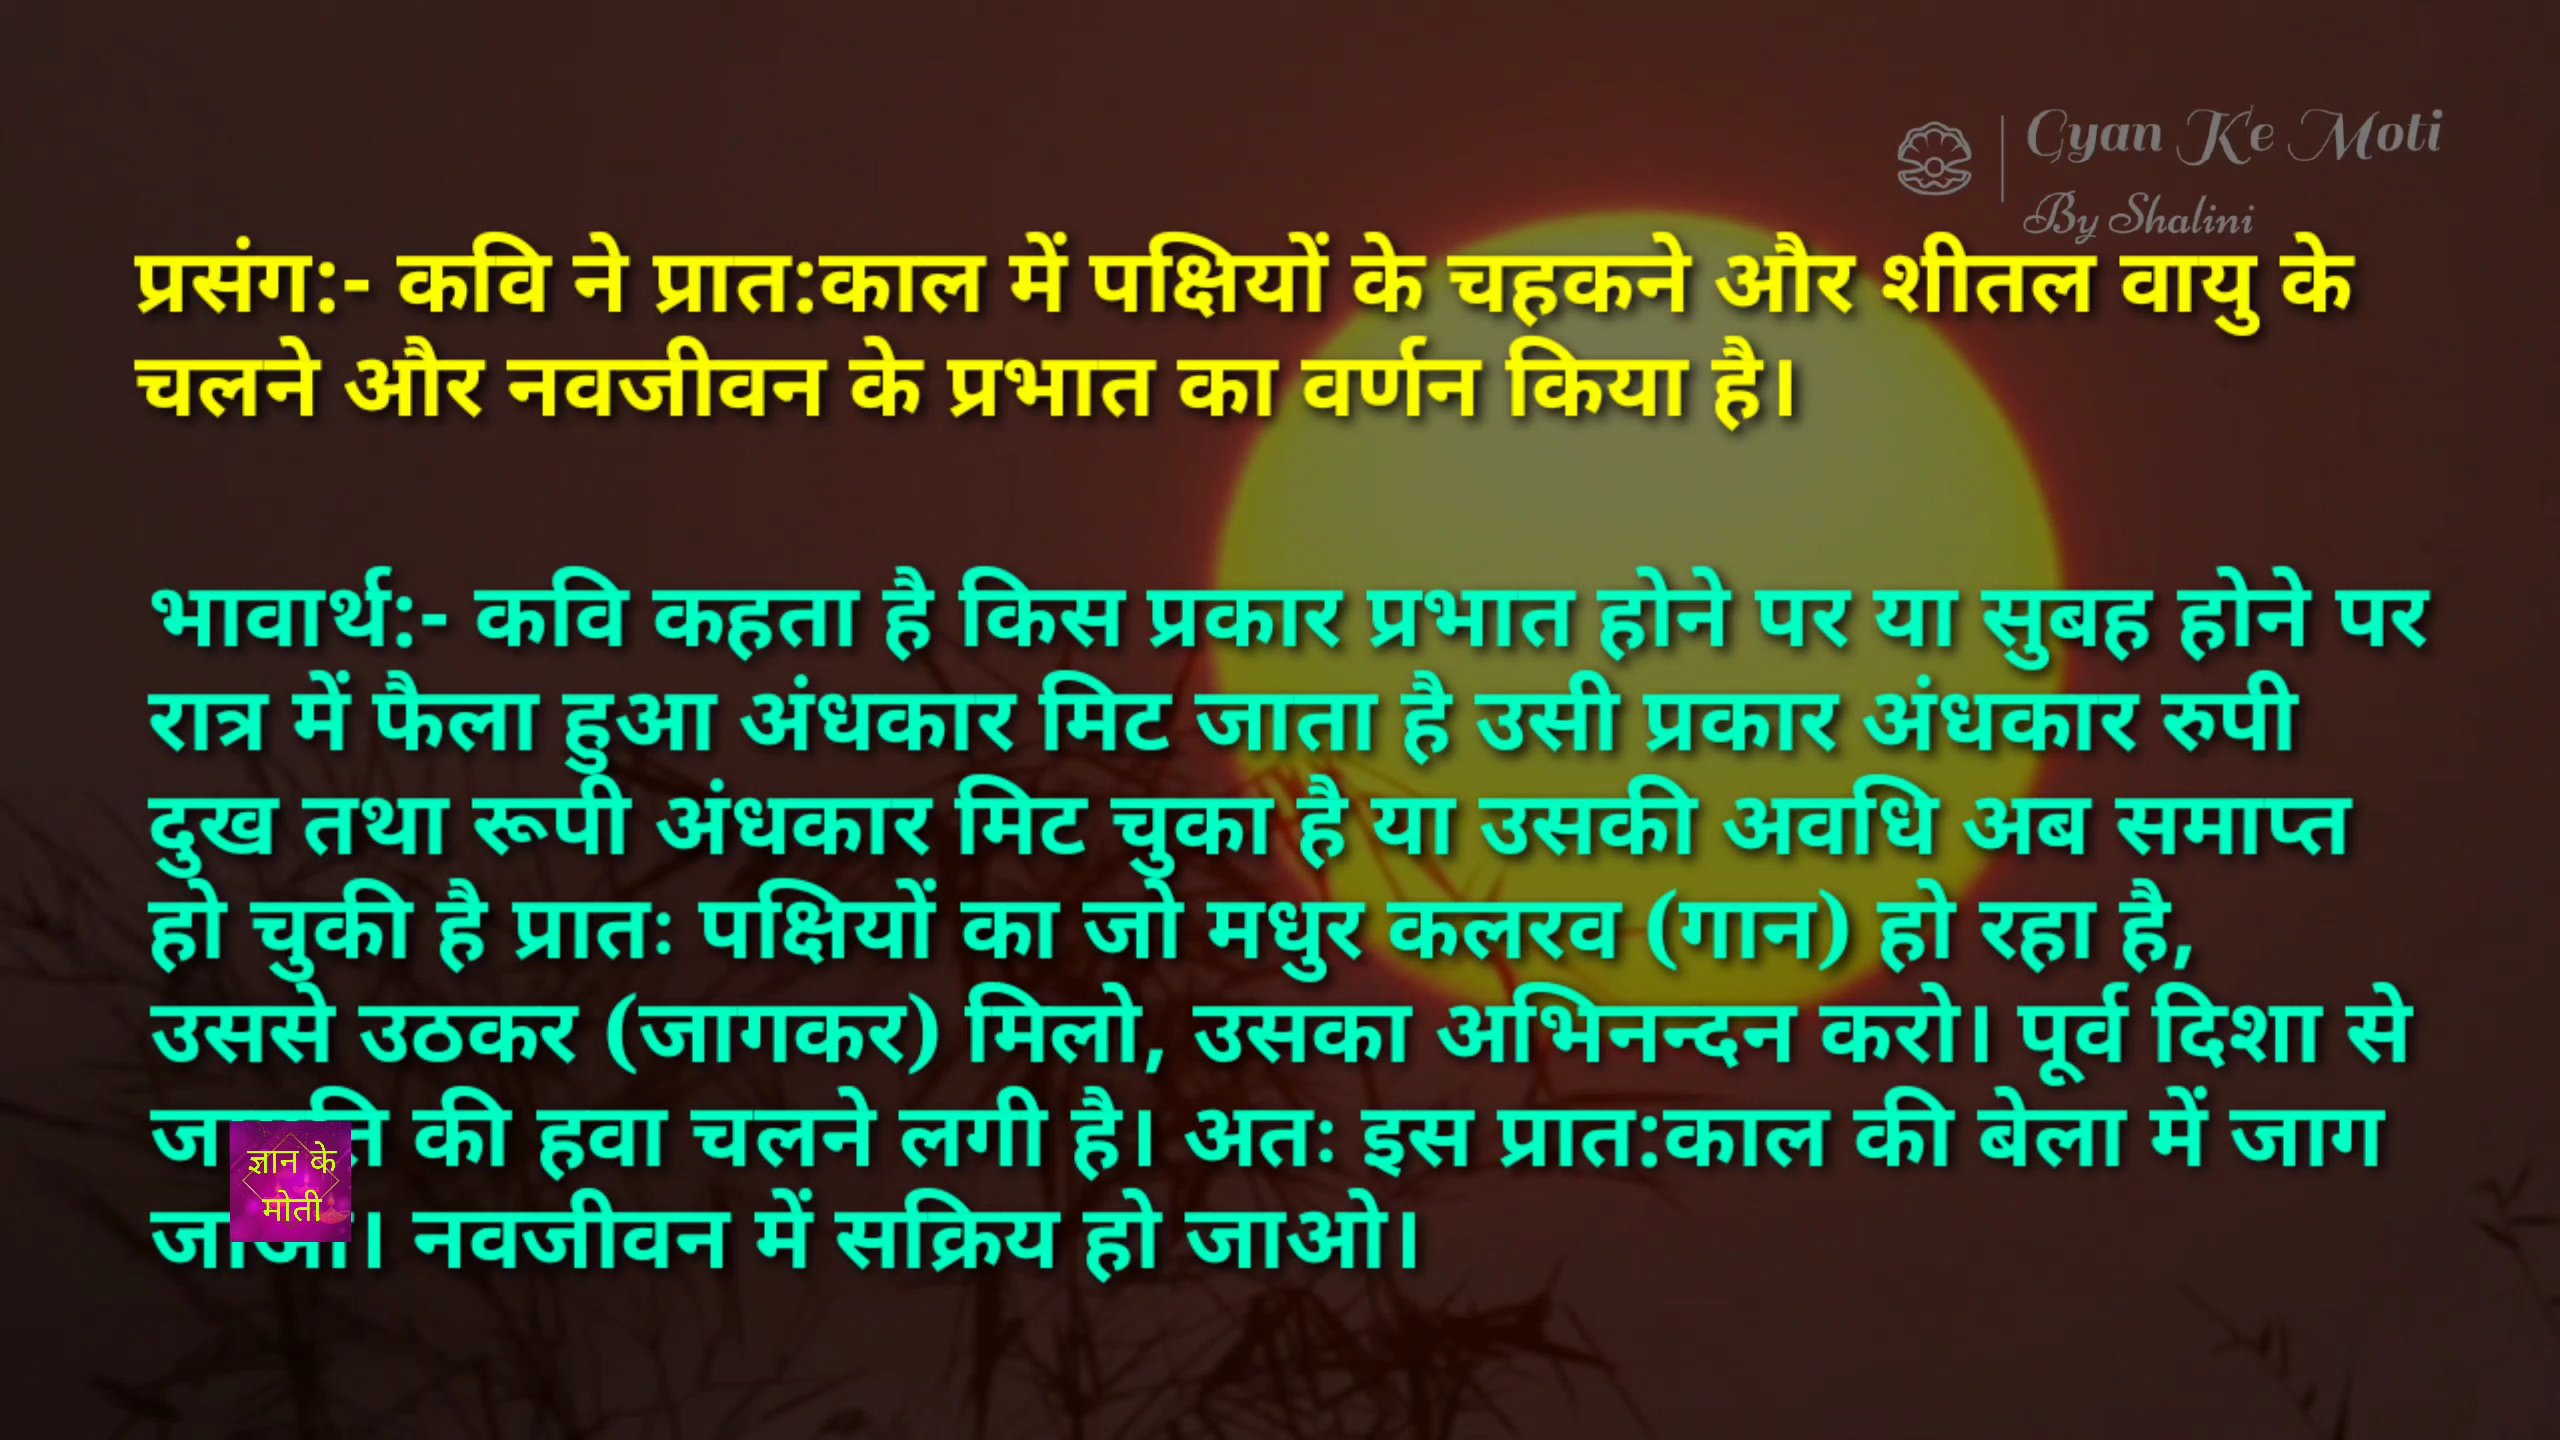 Gyan Ke Moti
By Shalini
प्रसंग:- कवि ने प्रात:काल में पक्षियों के चहकने और शीतल वायु के
चलने और नवजीवन के प्रभात का वर्णन किया है।
भावार्थ:- कवि कहता है किस प्रकार प्रभात होने पर या सुबह होने पर
रात्र में फैला हुआ अंधकार मिट जाता है उसी प्रकार अंधकार रुपी
दुख तथा रूपी अंधकार मिट चुका है या उसकी अवधि अब समाप्त
हो चुकी है प्रातः पक्षियों का जो मधुर कलरव (गान) हो रहा है,
उससे उठकर (जागकर) मिलो, उसका अभिनन्दन करो। पूर्व दिशा से
की हवा चलने लगी है। अतः इस प्रात:काल की बेला में जाग
नवजीवन में सक्रिय हो जाओ।
ज्ञान के
मोती